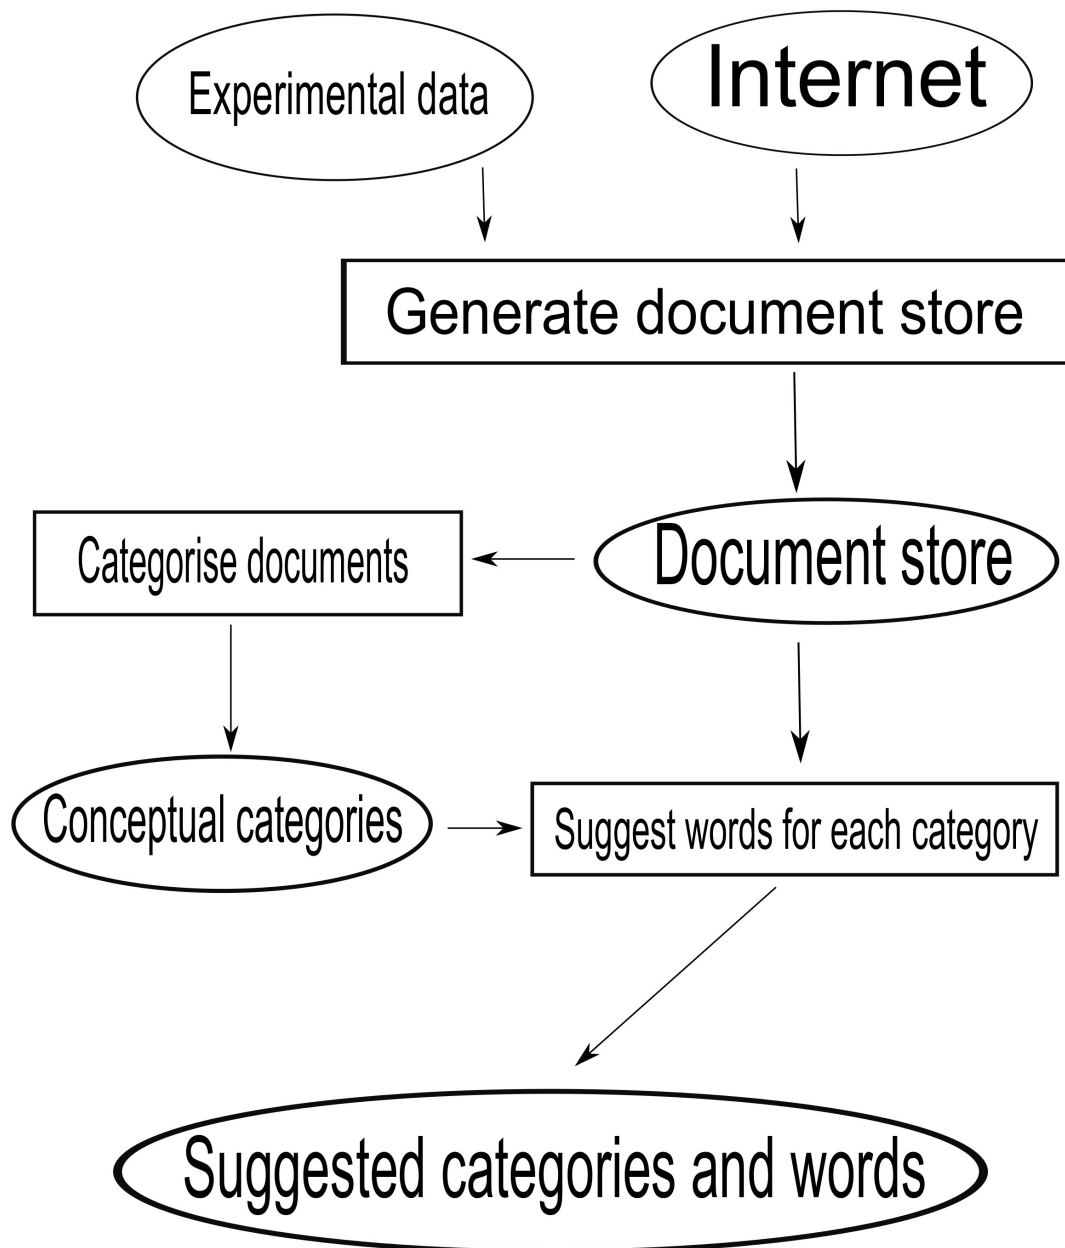 Experimental data
Internet
Generate document store
Categorise documents
Document store
Conceptual categories
Suggest words for each category
Suggested categories and words